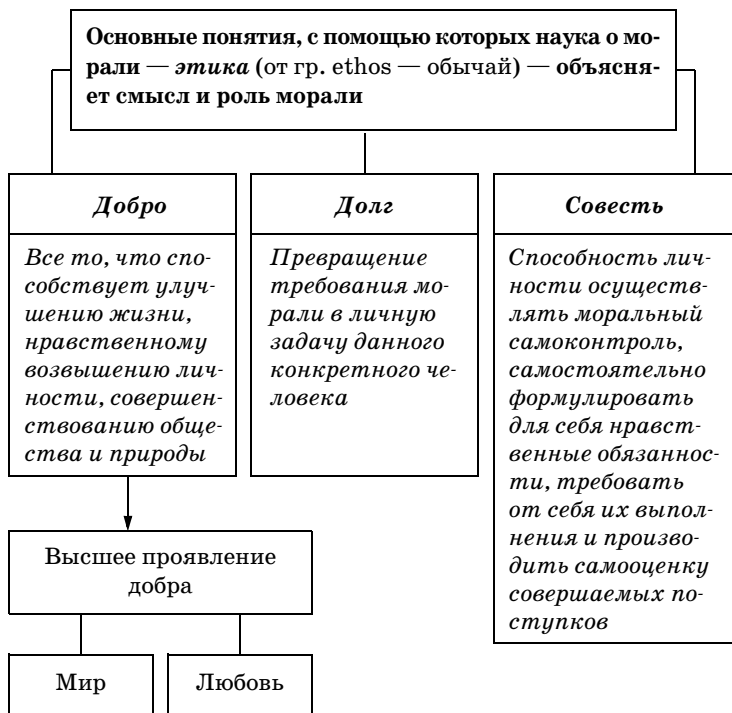 Основные понятия, с помощью которых наука о мо-
рали — этика (от гр. ethos — обычай) — объясня-
ет смысл и роль морали
Добро
Все то, что спо-
собствует улуч-
шению жизни,
нравственному
возвышению лич-
ности, совершен-
ствованию обще-
ства и природы
Долг
Превращение
требования мо-
рали в личную
задачу данного
конкретного че-
ловека
Совесть
Способность лич-
ности осуществ-
лять моральный
самоконтроль,
самостоятельно
формулировать
для себя нравст-
венные обязаннос-
ти, требовать
от себя их выпол-
нения и произво-
дить самооценку
совершаемых по-
ступков
Высшее проявление
добра
Мир
Любовь